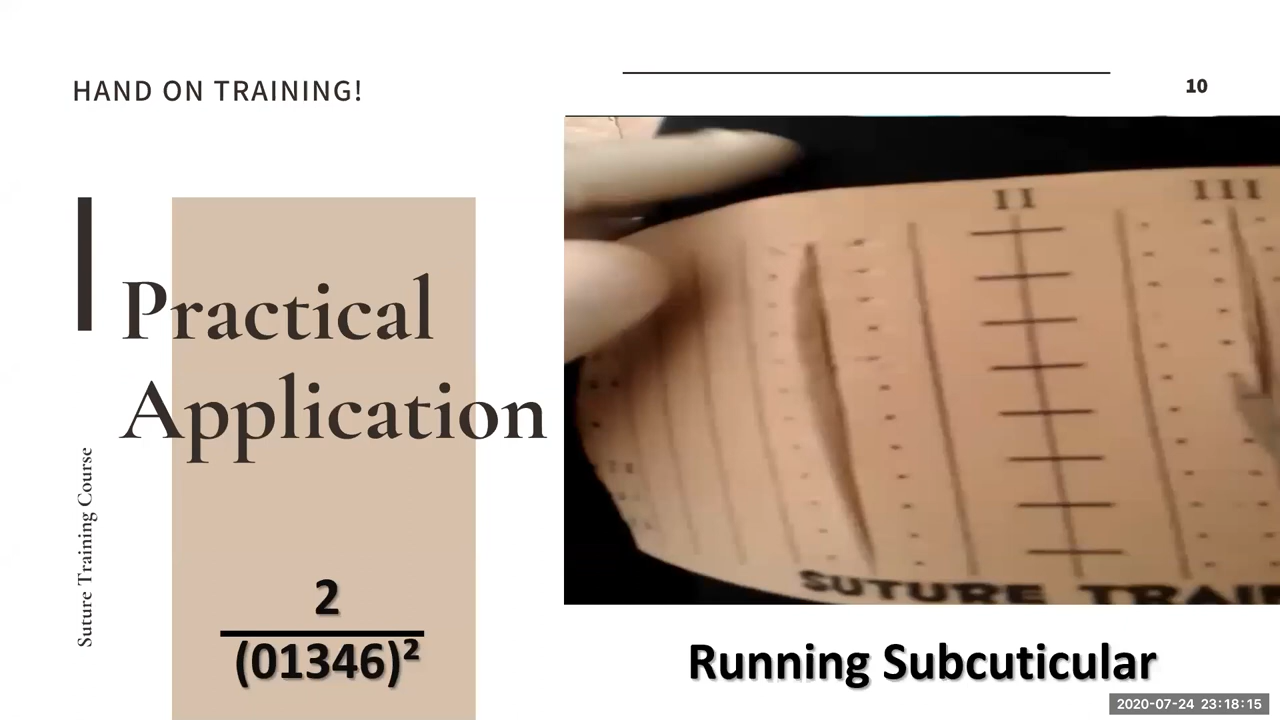 HAND ON TRAINING!
10
II
III
Practical
Application
Suture Training Course
2
(01346)²
SUTURE TRAI
Running Subcuticular
2020-07-24 23:18:15